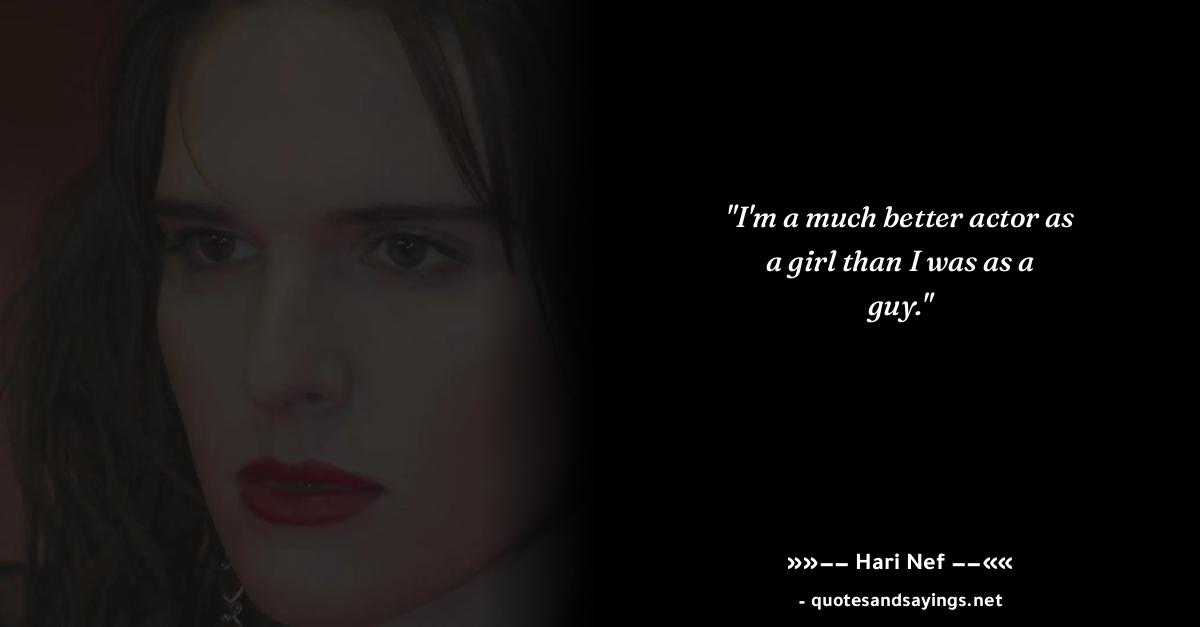 "I'm a much better actor as
a girl than I was as a
guy."
»»−− Hari Nef −−««
- quotesandsayings.net